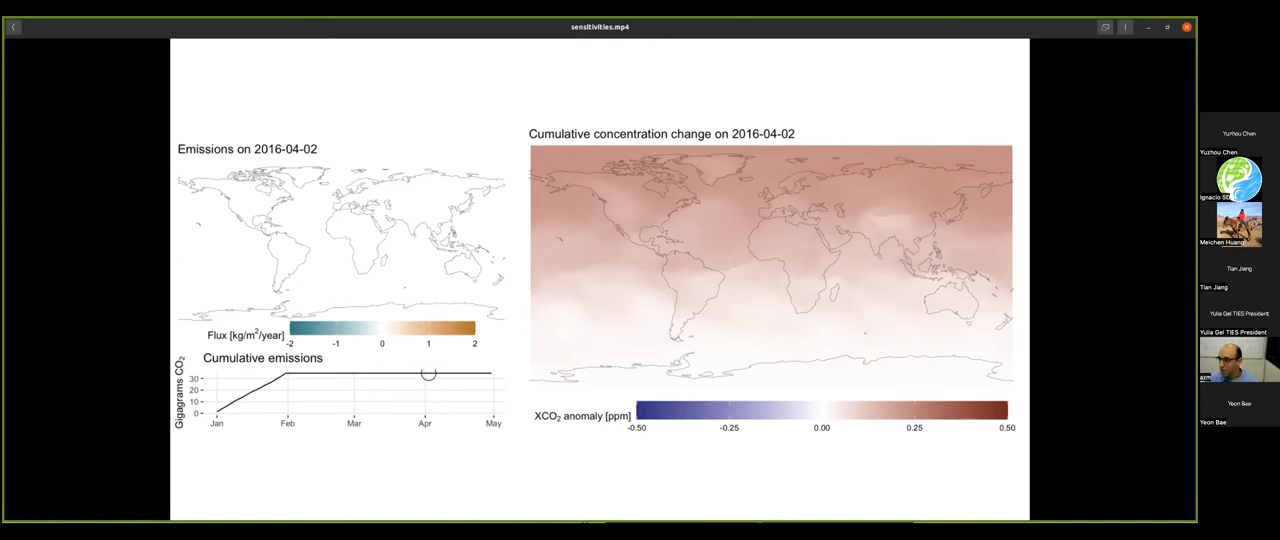 sensitivities.mp4
Emissions on 2016-04-02
Flux [kg/m²/year]
-2 -1 0 1 2
Cumulative emissions
Gigagrams CO₂
30
20
10
0
Jan Feb Mar Apr May
Cumulative concentration change on 2016-04-02
XCO₂ anomaly [ppm]
-0.50 -0.25 0.00 0.25 0.50
Yuzhou Chen
Yuzhou Chen
Ignacio SD
Meichen Huang
Tian Jiang
Tian Jiang
Yulia Gel TIES President
Yulia Gel TIES President
azm
Yeon Bae
Yeon Bae